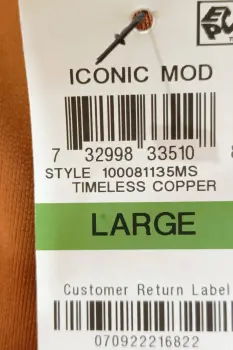 ICONIC MOD
7 32998 33510
STYLE 100081135MS
TIMELESS COPPER
LARGE
Customer Return Label
070922216822